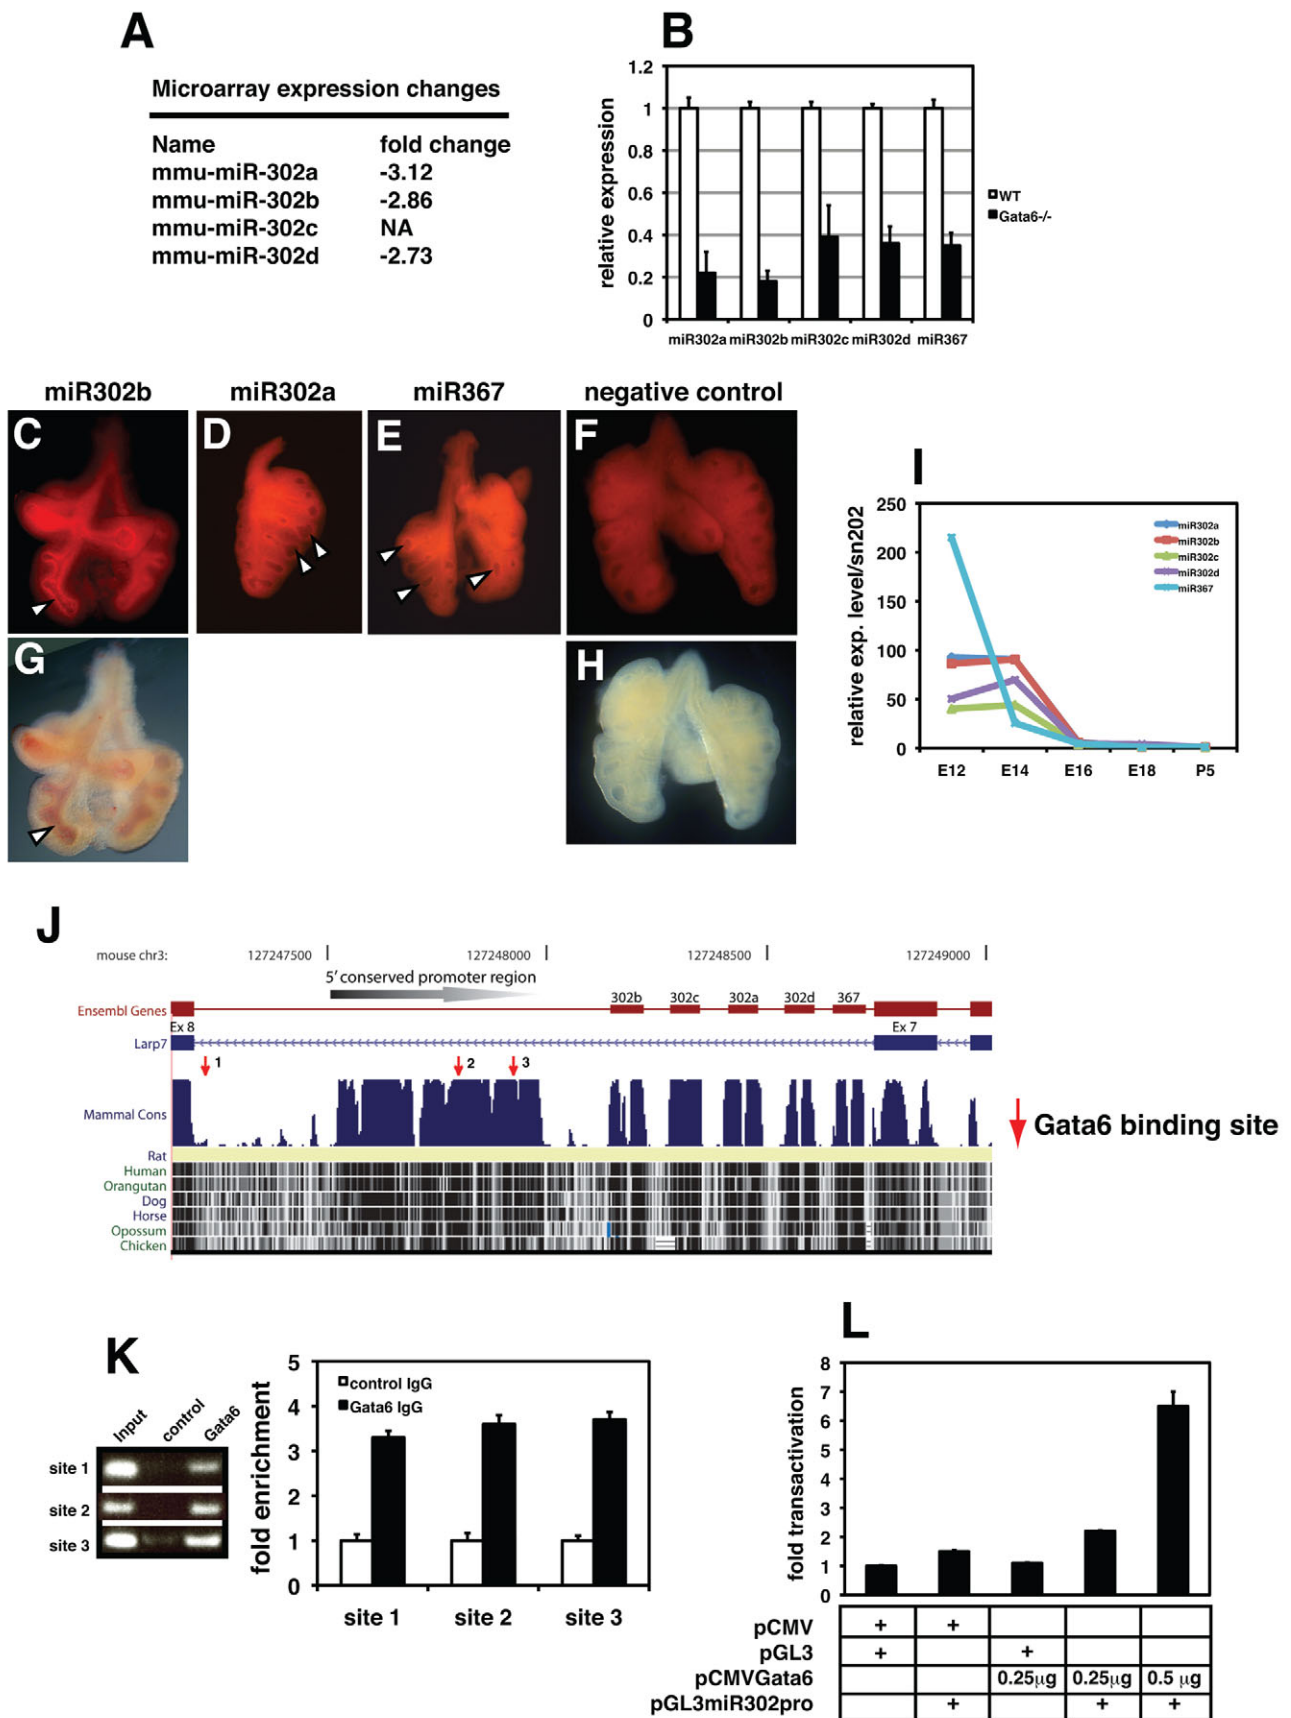 A
Microarray expression changes
Name fold change
mmu-miR-302a -3.12
mmu-miR-302b -2.86
mmu-miR-302c NA
mmu-miR-302d -2.73
B
relative expression
1.2
1
0.8
0.6
0.4
0.2
0
miR302a miR302b miR302c miR302d miR367
WT
Gata6-/-
miR302b miR302a miR367 negative control
C D E F
G H
I
relative exp. level/sn202
250
200
150
100
50
0
E12 E14 E16 E18 P5
miR302a
miR302b
miR302c
miR302d
miR367
J
mouse chr3: 127247500 127248000 127248500 127249000
5' conserved promoter region
302b 302c 302a 302d 367
Ensembl Genes
Ex 8 Ex 7
Larp7
1 2 3
Mammal Cons
Gata6 binding site
Rat
Human
Orangutan
Dog
Horse
Opossum
Chicken
K
Input control Gata6
site 1
site 2
site 3
fold enrichment
5
4
3
2
1
0
control IgG
Gata6 IgG
site 1 site 2 site 3
L
fold transactivation
8
7
6
5
4
3
2
1
0
pCMV + +
pGL3 + +
pCMVGata6 0.25µg 0.25µg 0.5 µg
pGL3miR302pro + + +